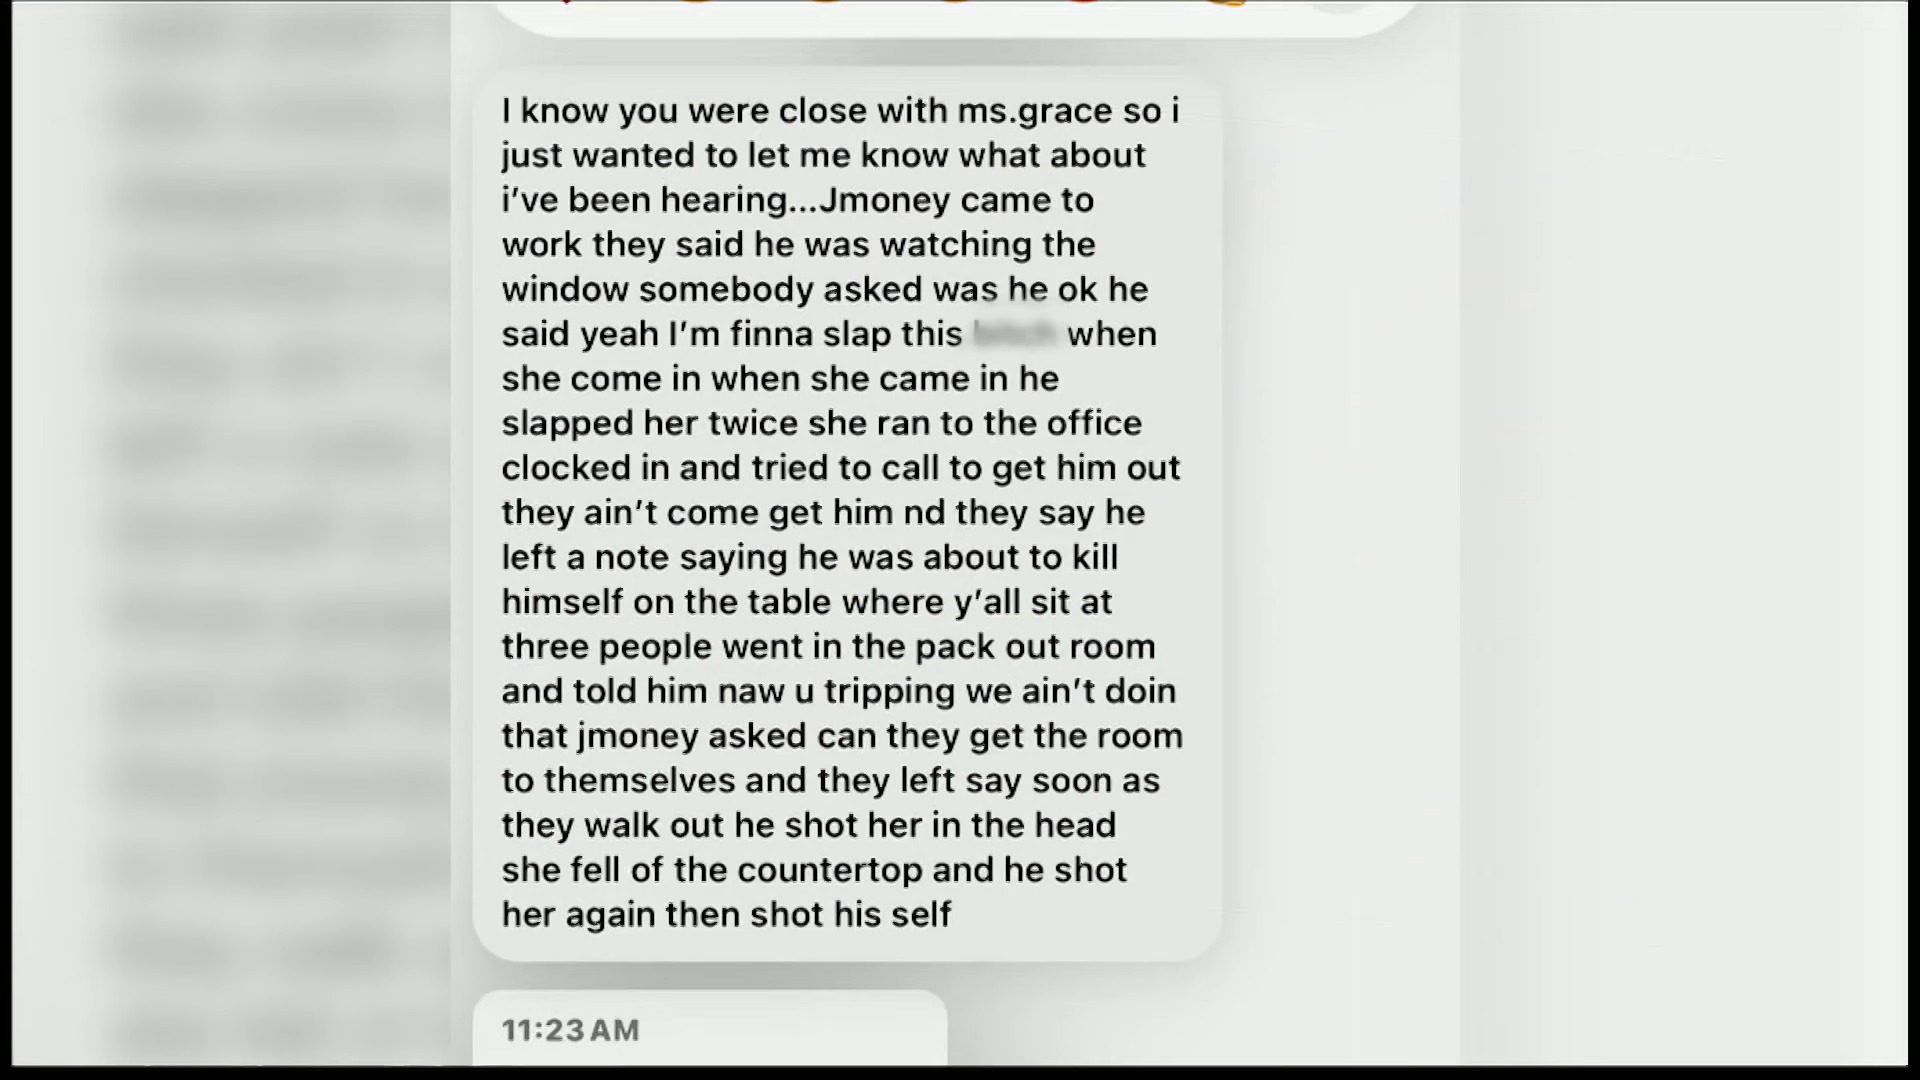 I know you were close with ms.grace so i
just wanted to let me know what about
i've been hearing...Jmoney came to
work they said he was watching the
window somebody asked was he ok he
said yeah I'm finna slap this when
she come in when she came in he
slapped her twice she ran to the office
clocked in and tried to call to get him out
they ain't come get him nd they say he
left a note saying he was about to kill
himself on the table where y'all sit at
three people went in the pack out room
and told him naw u tripping we ain't doin
that jmoney asked can they get the room
to themselves and they left say soon as
they walk out he shot her in the head
she fell of the countertop and he shot
her again then shot his self
11:23 AM